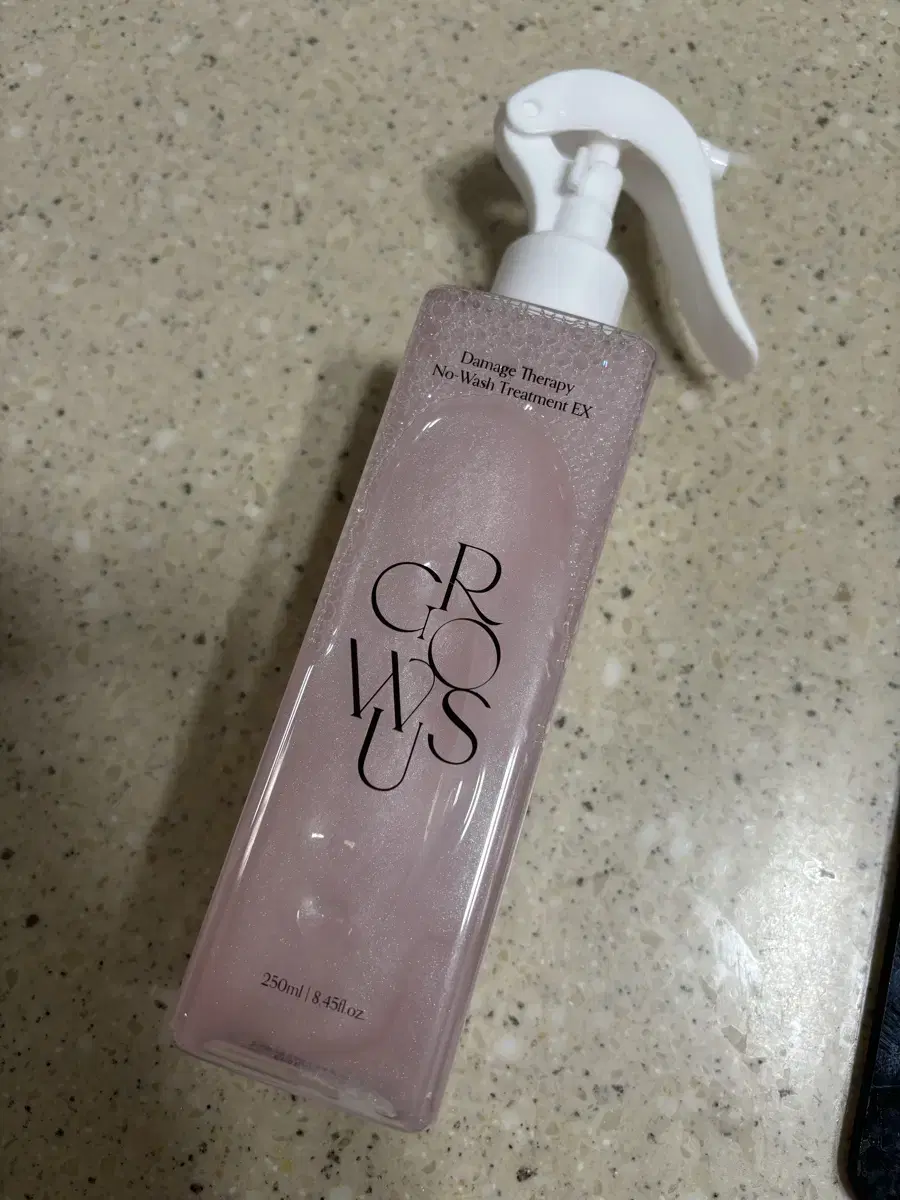 Damage Therapy
No-Wash Treatment EX
GROWUS
250ml | 8.45fl.oz.